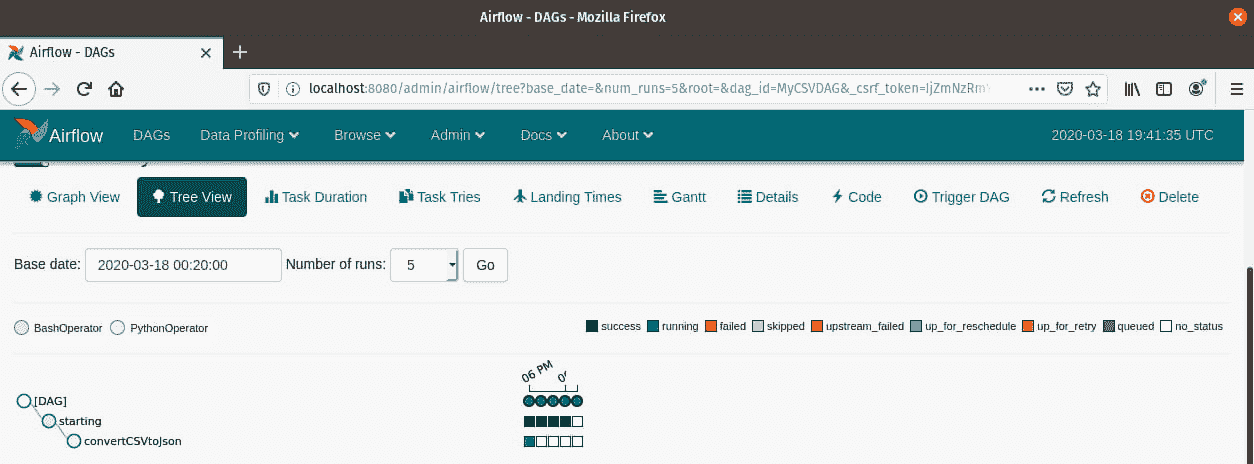 Airflow - DAGs - Mozilla Firefox
Airflow - DAGs
localhost:8080/admin/airflow/tree?base_date=&num_runs=5&root=&dag_id=MyCSVDAG&_csrf_token=IjZmNzRm
Airflow DAGs Data Profiling Browse Admin Docs About 2020-03-18 19:41:35 UTC
Graph View Tree View Task Duration Task Tries Landing Times Gantt Details Code Trigger DAG Refresh Delete
Base date: 2020-03-18 00:20:00 Number of runs: 5 Go
BashOperator PythonOperator success running failed skipped upstream_failed up_for_reschedule up_for_retry queued no_status
06 PM
[DAG]
starting
convertCSVtoJson